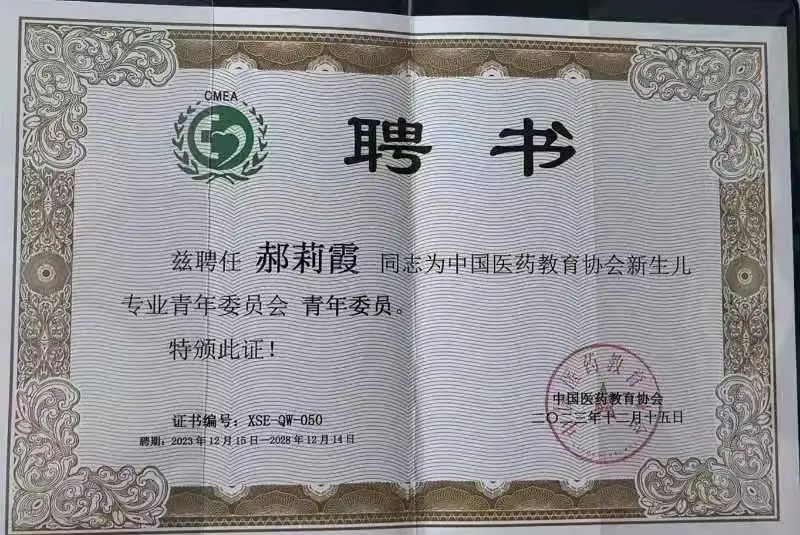 CMEA
聘书
兹聘任 郝莉霞 同志为中国医药教育协会新生儿
专业青年委员会 青年委员。
特颁此证!
证书编号: XSE-QW-050
聘期: 2023年12月15日—2028年12月14日
中国医药教育协会
二〇二三年十二月十五日